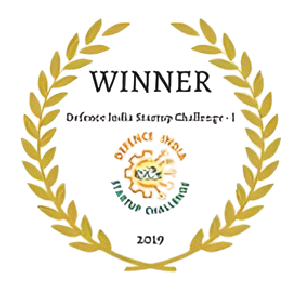 WINNER
Defence India Startup Challenge - I
DEFENCE INDIA
STARTUP CHALLENGE
2019